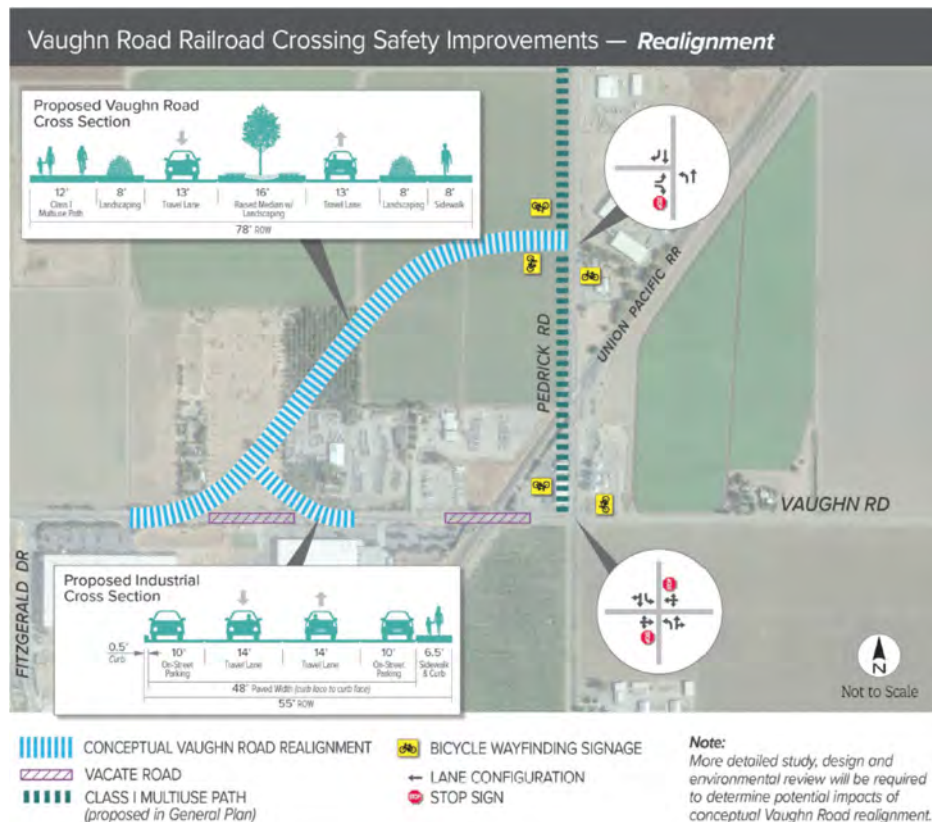 Vaughn Road Railroad Crossing Safety Improvements — Realignment
Proposed Vaughn Road
Cross Section
12'
Class I
Multiuse Path
8'
Landscaping
13'
Travel Lane
16'
Raised Median w/
Landscaping
13'
Travel Lane
8'
Landscaping
8'
Sidewalk
78' ROW
STOP
PEDRICK RD
UNION PACIFIC RR
VAUGHN RD
FITZGERALD DR
Proposed Industrial
Cross Section
0.5'
Curb
10'
On-Street
Parking
14'
Travel Lane
14'
Travel Lane
10'
On-Street
Parking
6.5'
Sidewalk
& Curb
48' Paved Width (curb face to curb face)
55' ROW
STOP
STOP
N
Not to Scale
CONCEPTUAL VAUGHN ROAD REALIGNMENT
VACATE ROAD
CLASS I MULTIUSE PATH
(proposed in General Plan)
BICYCLE WAYFINDING SIGNAGE
LANE CONFIGURATION
STOP
STOP SIGN
Note:
More detailed study, design and
environmental review will be required
to determine potential impacts of
conceptual Vaughn Road realignment.